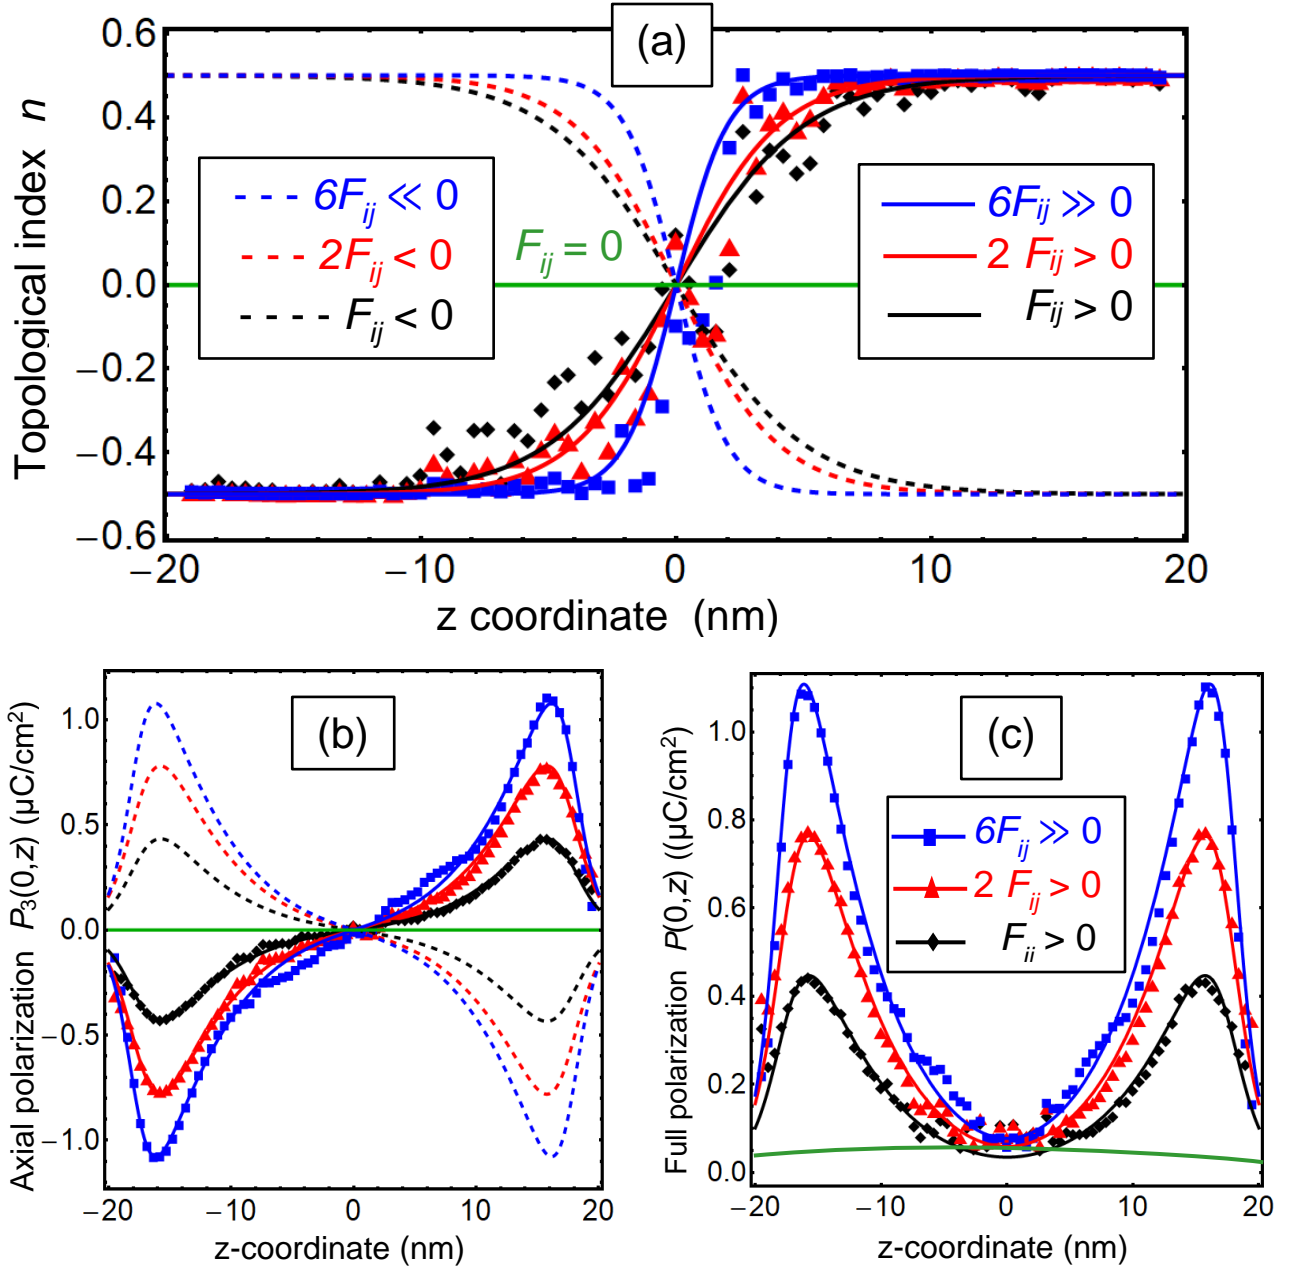 (a)
Topological index n
0.6
0.4
0.2
0.0
−0.2
−0.4
−0.6
6Fij ≪ 0
2Fij < 0
Fij < 0
Fij = 0
6Fij ≫ 0
2 Fij > 0
Fij > 0
−20 −10 0 10 20
z coordinate (nm)
(b)
Axial polarization P3(0,z) (μC/cm2)
1.0
0.5
0.0
−0.5
−1.0
−20 −10 0 10 20
z-coordinate (nm)
(c)
Full polarization P(0,z) ((μC/cm2)
1.0
0.8
0.6
0.4
0.2
0.0
6Fij ≫ 0
2 Fij > 0
Fii > 0
−20 −10 0 10 20
z-coordinate (nm)